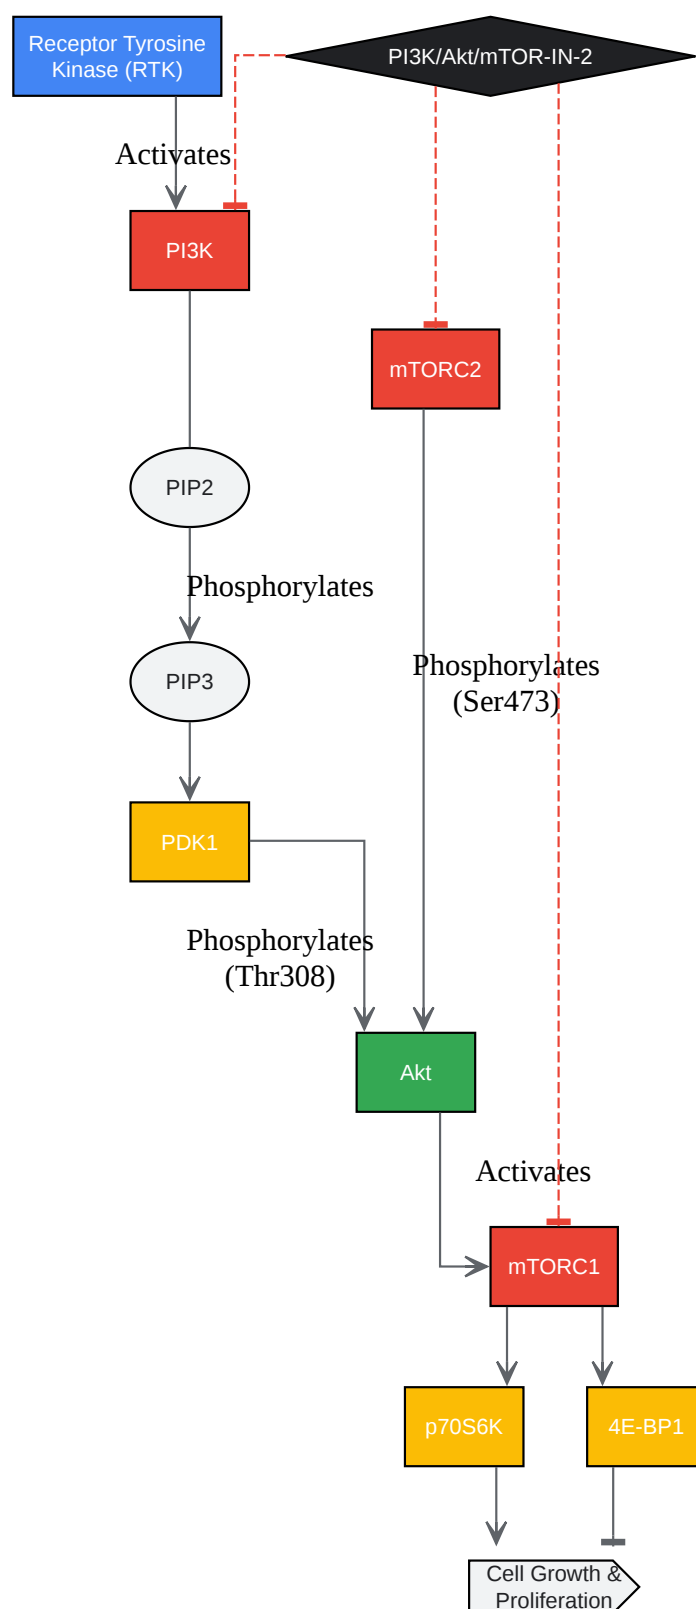 Receptor Tyrosine
Kinase (RTK)
PI3K/Akt/mTOR-IN-2
Activates
PI3K
mTORC2
PIP2
Phosphorylates
Phosphorylates
(Ser473)
PIP3
PDK1
Phosphorylates
(Thr308)
Akt
Activates
mTORC1
p70S6K
4E-BP1
Cell Growth &
Proliferation